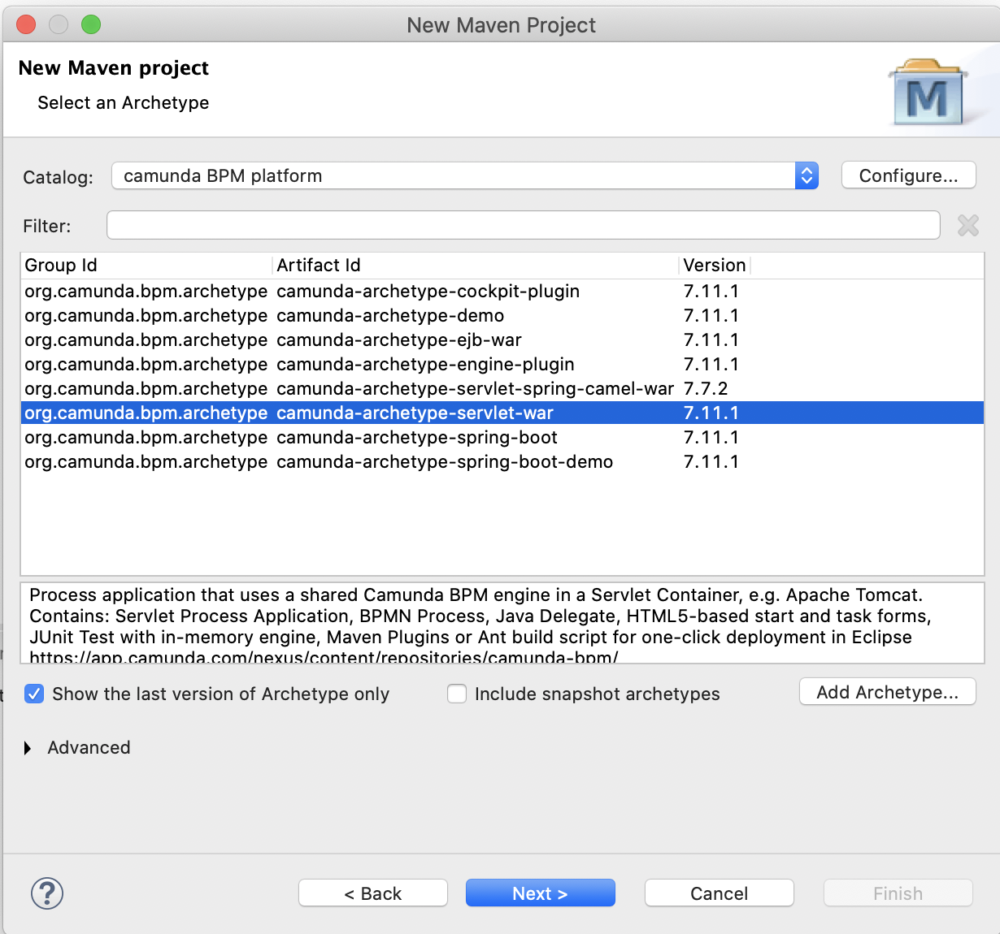 New Maven Project
New Maven project
Select an Archetype
M
Catalog: camunda BPM platform Configure...
Filter:
Group Id Artifact Id Version
org.camunda.bpm.archetype camunda-archetype-cockpit-plugin 7.11.1
org.camunda.bpm.archetype camunda-archetype-demo 7.11.1
org.camunda.bpm.archetype camunda-archetype-ejb-war 7.11.1
org.camunda.bpm.archetype camunda-archetype-engine-plugin 7.11.1
org.camunda.bpm.archetype camunda-archetype-servlet-spring-camel-war 7.7.2
org.camunda.bpm.archetype camunda-archetype-servlet-war 7.11.1
org.camunda.bpm.archetype camunda-archetype-spring-boot 7.11.1
org.camunda.bpm.archetype camunda-archetype-spring-boot-demo 7.11.1
Process application that uses a shared Camunda BPM engine in a Servlet Container, e.g. Apache Tomcat.
Contains: Servlet Process Application, BPMN Process, Java Delegate, HTML5-based start and task forms,
JUnit Test with in-memory engine, Maven Plugins or Ant build script for one-click deployment in Eclipse
https://app.camunda.com/nexus/content/repositories/camunda-bpm/
Show the last version of Archetype only Include snapshot archetypes Add Archetype...
Advanced
? < Back Next > Cancel Finish